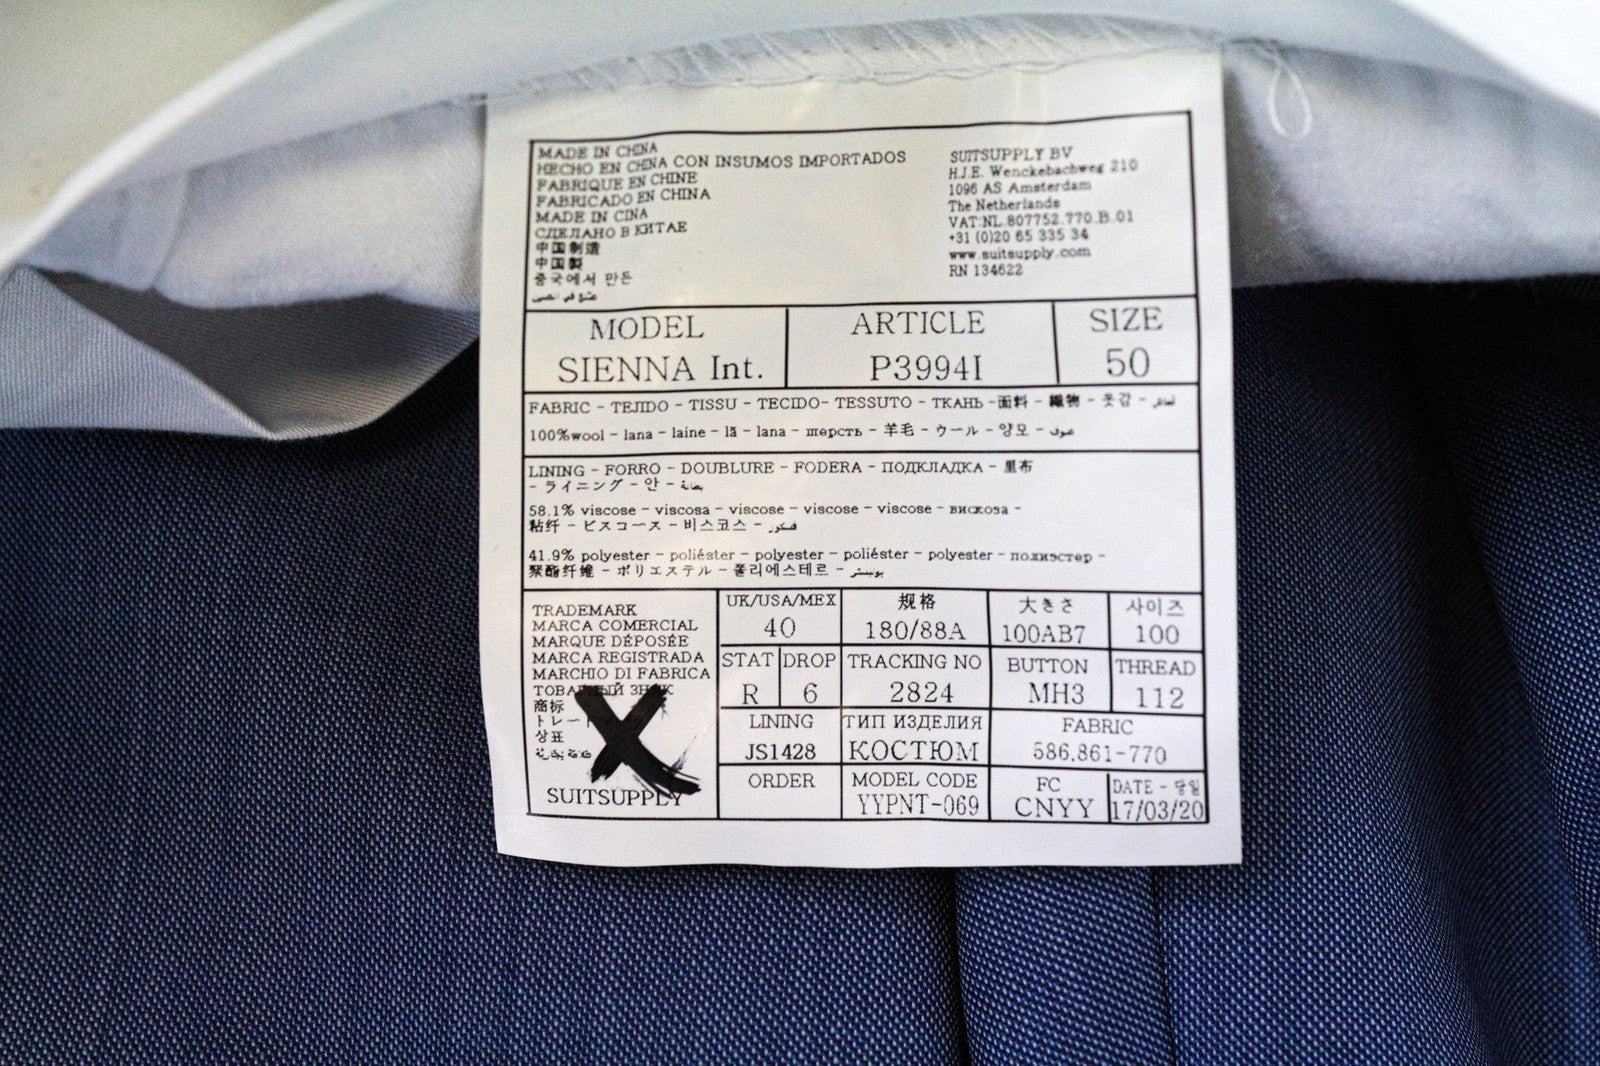 MADE IN CHINA
HECHO EN CHINA CON INSUMOS IMPORTADOS
FABRIQUE EN CHINE
FABRICADO EN CHINA
MADE IN CINA
СДЕЛАНО В КИТАЕ
中国制造
中国製
중국에서 만든
SUITSUPPLY BV
H.J.E. Wenckebachweg 210
1096 AS Amsterdam
The Netherlands
VAT:NL.807752.770.B.01
+31 (0)20 65 335 34
www.suitsupply.com
RN 134622
MODEL
SIENNA Int.
ARTICLE
P3994I
SIZE
50
FABRIC - TEJIDO - TISSU - TECIDO- TESSUTO - ТКАНЬ -面料 - 織物 - 옷감 - قماش
100%wool - lana - laine - lã - lana - шерсть - 羊毛 - ウール - 양모 - صوف
LINING - FORRO - DOUBLURE - FODERA - ПОДКЛАДКА - 里布
- ライニング - 안 - بطانة
58.1% viscose - viscosa - viscose - viscose - viscose - вискоза -
粘纤 - ビスコース - 비스코스 -
41.9% polyester - poliéster - polyester - poliéster - polyester - полиэстер -
聚酯纤维 - ポリエステル - 폴리에스테르 -
TRADEMARK
MARCA COMERCIAL
MARQUE DÉPOSÉE
MARCA REGISTRADA
MARCHIO DI FABRICA
ТОВАРНЫЙ ЗНАК
商标
상표
SUITSUPPLY
UK/USA/MEX
40
规格
180/88A
大きさ
100AB7
사이즈
100
STAT
R
DROP
6
TRACKING NO
2824
BUTTON
MH3
THREAD
112
LINING
JS1428
ТИП ИЗДЕЛИЯ
КОСТЮМ
FABRIC
586.861-770
ORDER
MODEL CODE
YYPNT-069
FC
CNYY
DATE - 당일
17/03/20